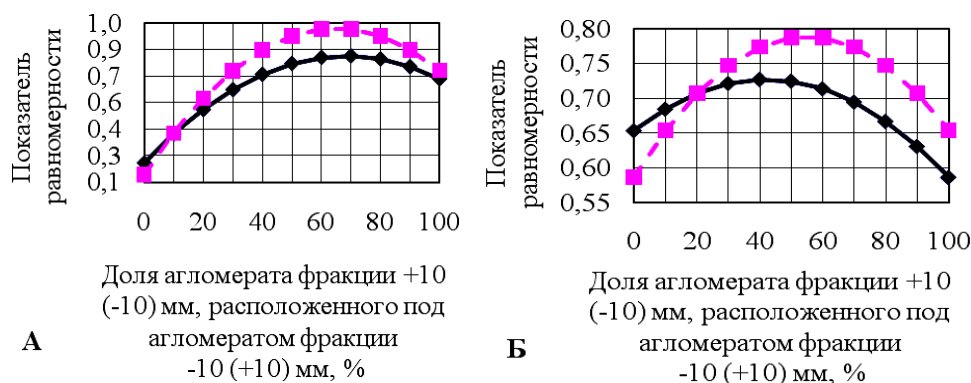 Показатель
равномерности
1,0
0,9
0,7
0,6
0,4
0,3
0,1
0 20 40 60 80 100
Доля агломерата фракции +10
(-10) мм, расположенного под
агломератом фракции
-10 (+10) мм, %
А
Показатель
равномерности
0,80
0,75
0,70
0,65
0,60
0,55
0 20 40 60 80 100
Доля агломерата фракции +10
(-10) мм, расположенного под
агломератом фракции
-10 (+10) мм, %
Б